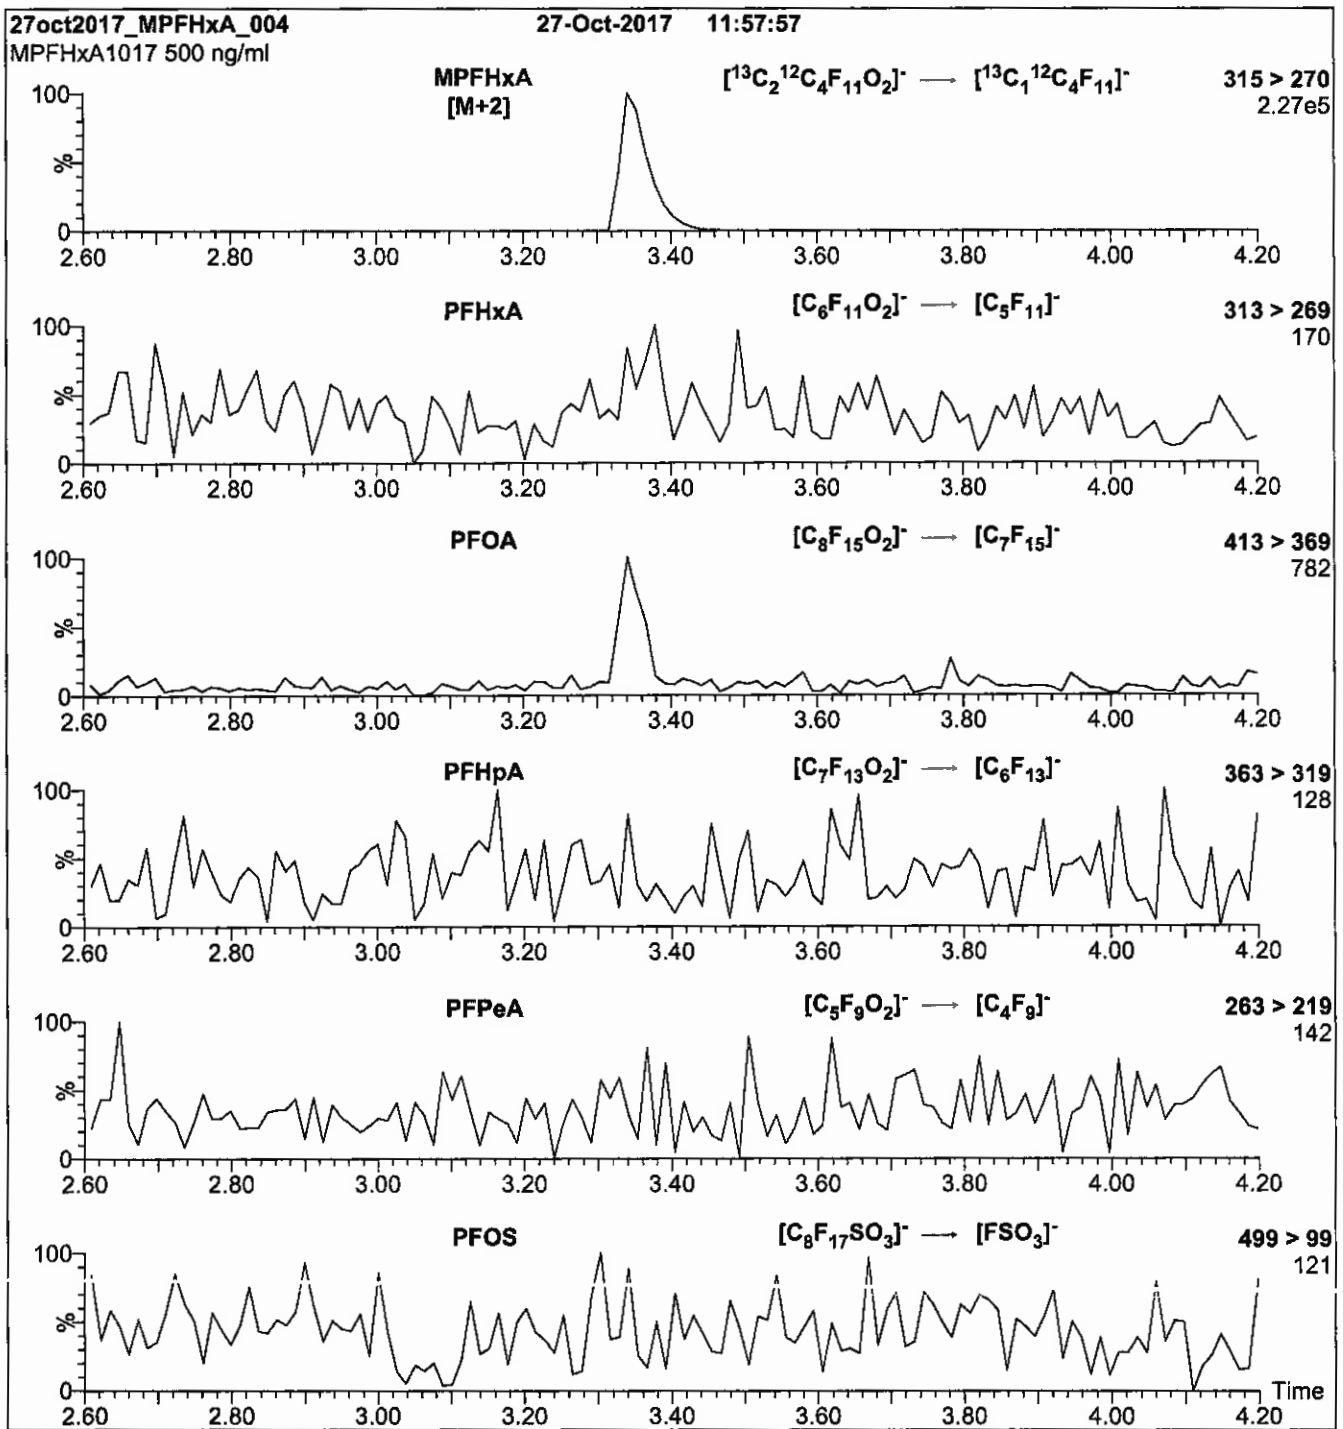 27oct2017_MPFHxA_004 27-Oct-2017 11:57:57
MPFHxA1017 500 ng/ml
MPFHxA [¹³C₂¹²C₄F₁₁O₂]⁻ → [¹³C₁¹²C₄F₁₁]⁻ 315 > 270
[M+2] 2.27e5
100
%
0
2.60 2.80 3.00 3.20 3.40 3.60 3.80 4.00 4.20
PFHxA [C₆F₁₁O₂]⁻ → [C₅F₁₁]⁻ 313 > 269
170
100
%
0
2.60 2.80 3.00 3.20 3.40 3.60 3.80 4.00 4.20
PFOA [C₈F₁₅O₂]⁻ → [C₇F₁₅]⁻ 413 > 369
782
100
%
0
2.60 2.80 3.00 3.20 3.40 3.60 3.80 4.00 4.20
PFHpA [C₇F₁₃O₂]⁻ → [C₆F₁₃]⁻ 363 > 319
128
100
%
0
2.60 2.80 3.00 3.20 3.40 3.60 3.80 4.00 4.20
PFPeA [C₅F₉O₂]⁻ → [C₄F₉]⁻ 263 > 219
142
100
%
0
2.60 2.80 3.00 3.20 3.40 3.60 3.80 4.00 4.20
PFOS [C₈F₁₇SO₃]⁻ → [FSO₃]⁻ 499 > 99
121
100
%
0 Time
2.60 2.80 3.00 3.20 3.40 3.60 3.80 4.00 4.20